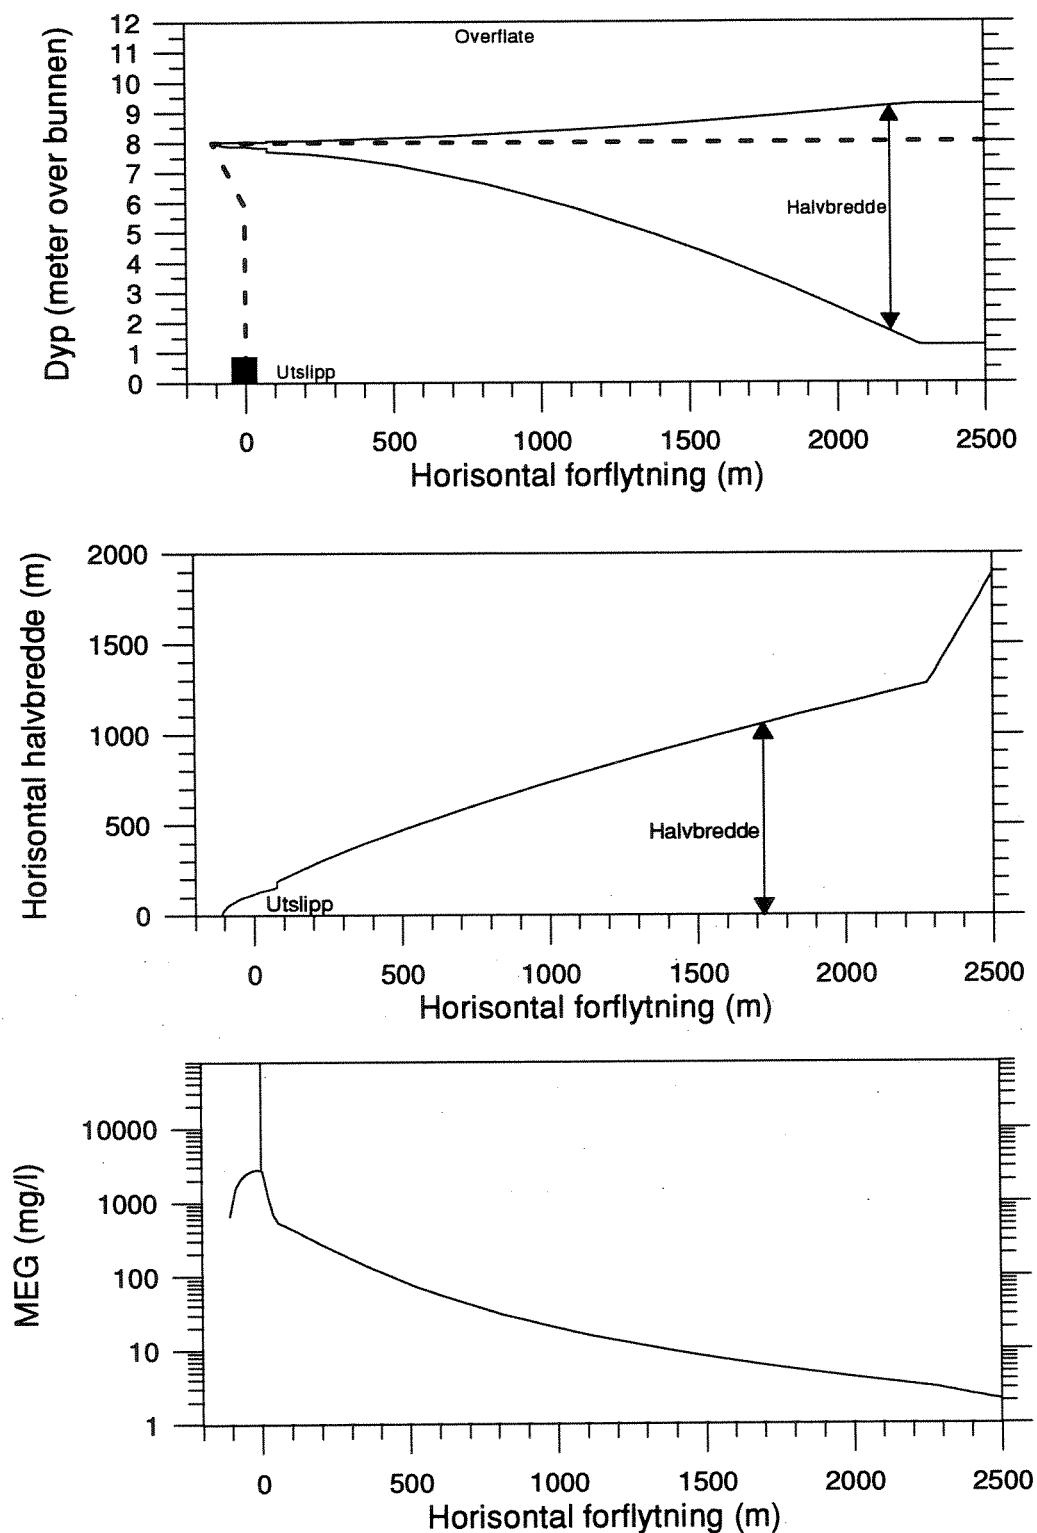 12
11
10
9
8
7
6
5
4
3
2
1
0
Dyp (meter over bunnen)
Overflate
Halvbredde
Utslipp
0 500 1000 1500 2000 2500
Horisontal forflytning (m)
2000
1500
1000
500
0
Horisontal halvbredde (m)
Halvbredde
Utslipp
0 500 1000 1500 2000 2500
Horisontal forflytning (m)
10000
1000
100
10
1
MEG (mg/l)
0 500 1000 1500 2000 2500
Horisontal forflytning (m)